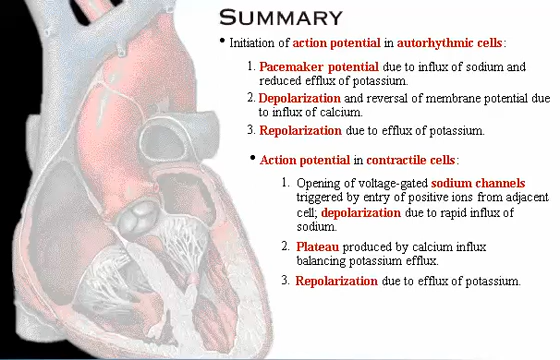 SUMMARY
• Initiation of action potential in autorhythmic cells:
1. Pacemaker potential due to influx of sodium and
reduced efflux of potassium.
2. Depolarization and reversal of membrane potential due
to influx of calcium.
3. Repolarization due to efflux of potassium.
• Action potential in contractile cells:
1. Opening of voltage-gated sodium channels
triggered by entry of positive ions from adjacent
cell; depolarization due to rapid influx of
sodium.
2. Plateau produced by calcium influx
balancing potassium efflux.
3. Repolarization due to efflux of potassium.